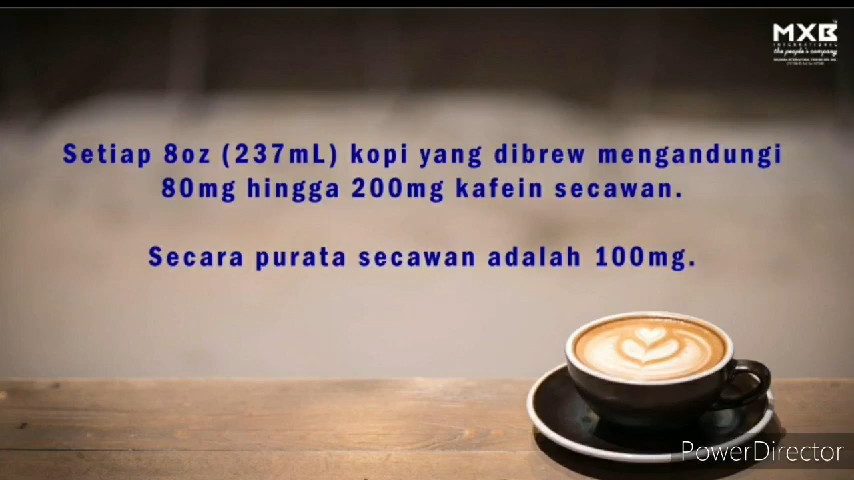 MXB
INTERNATIONAL
the people's company
Setiap 8oz (237mL) kopi yang dibrew mengandungi
80mg hingga 200mg kafein secawan.
Secara purata secawan adalah 100mg.
PowerDirector